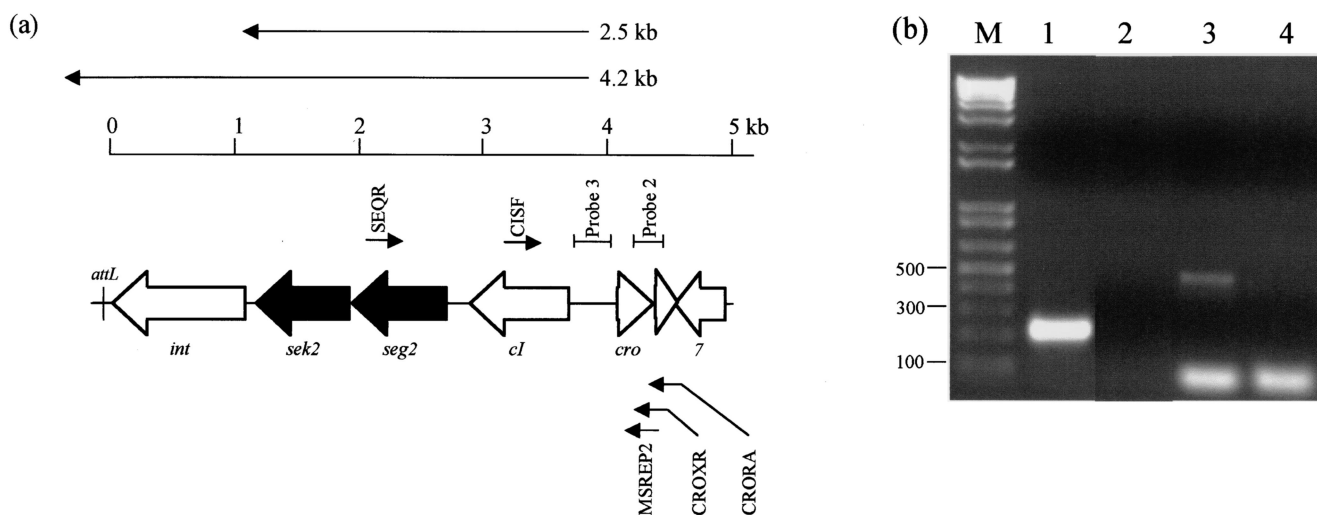 (a)
2.5 kb
4.2 kb
0 1 2 3 4 5 kb
SEQR
CISF
Probe 3
Probe 2
attL
int sek2 seg2 cI cro 7
MSREP2
CROXR
CRORA
(b)
M 1 2 3 4
500
300
100